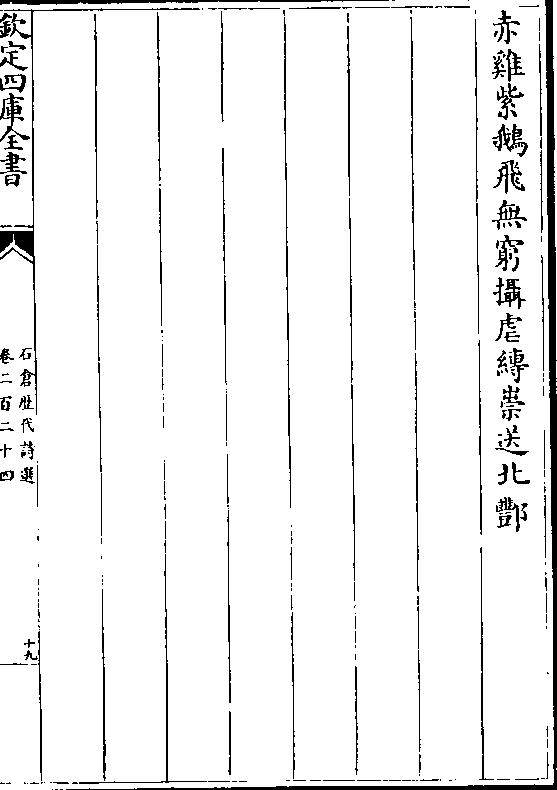 赤雞紫鵝飛無窮攝虐縛祟送北酆
欽定四庫全書
石倉歴代詩選
卷二百二十四
十九